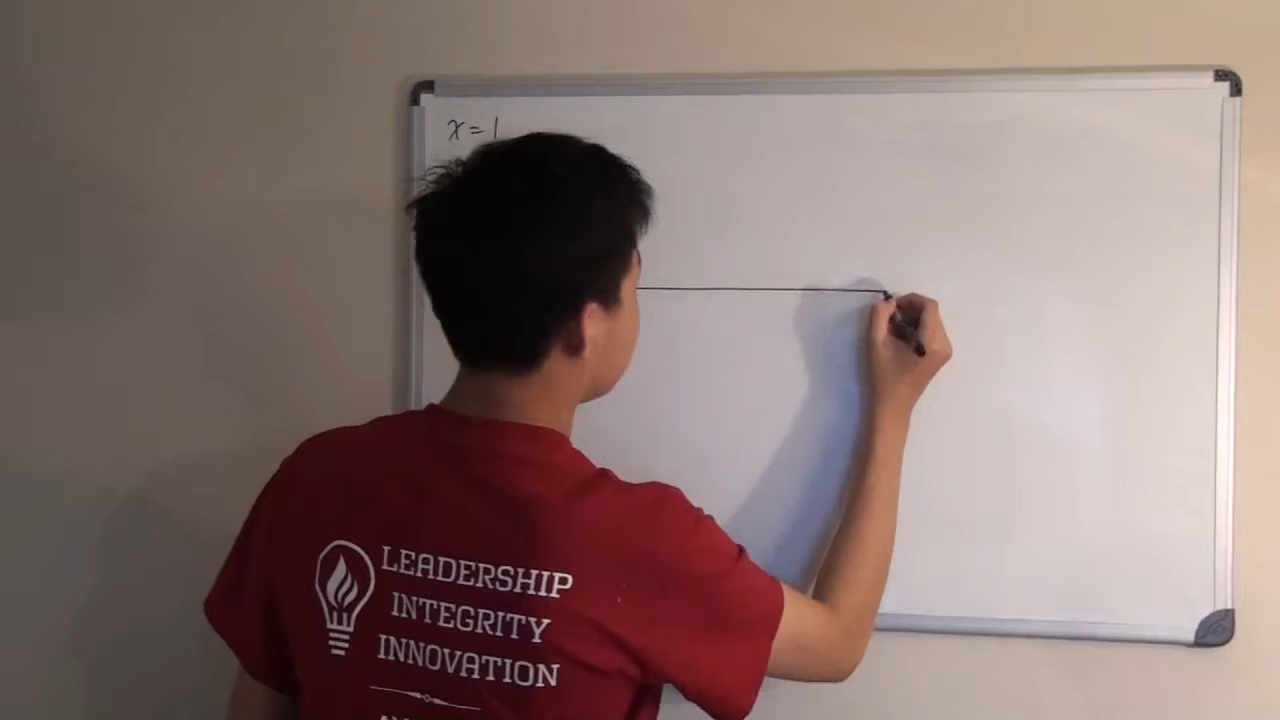 x = 1
LEADERSHIP
INTEGRITY
INNOVATION